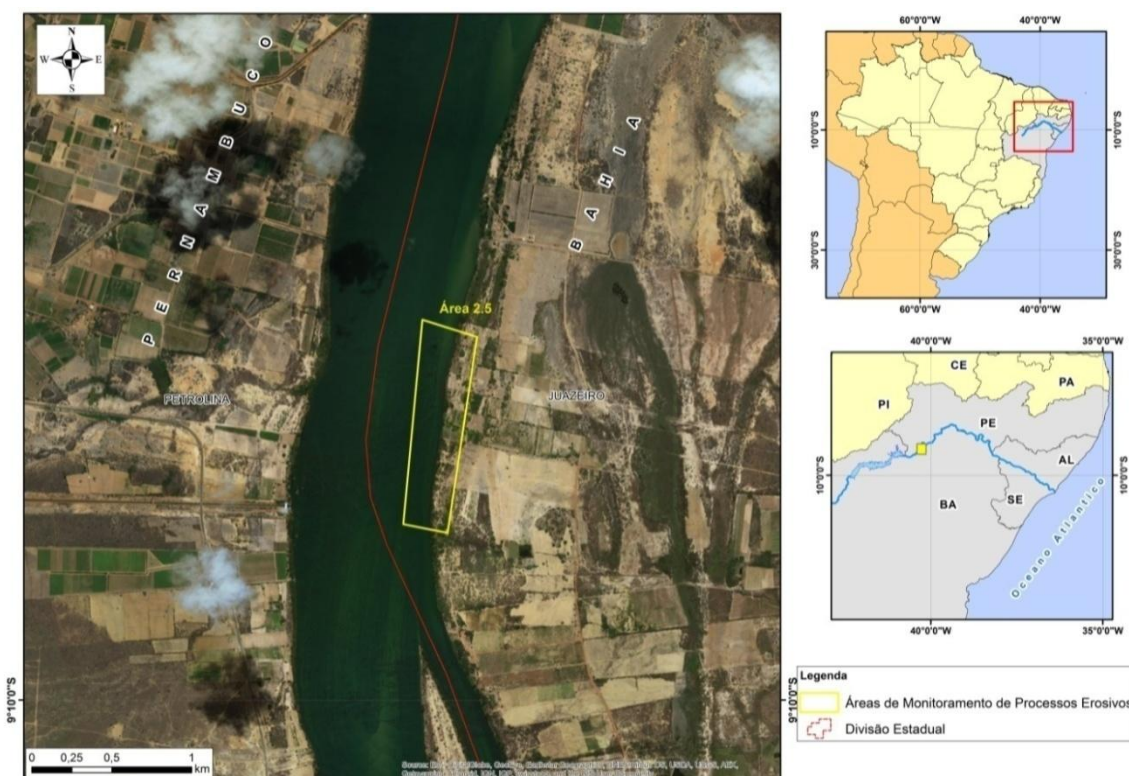 N
W E
S
PERNAMBUCO
BAHIA
Área 2.5
PETROLINA
JUAZEIRO
9°10'0"S
0 0,25 0,5 1
km
60°0'0"W 40°0'0"W
10°0'0"S
30°0'0"S
10°0'0"S
30°0'0"S
60°0'0"W 40°0'0"W
40°0'0"W 35°0'0"W
CE
PA
PI
PE
AL
SE
BA
10°0'0"S
10°0'0"S
Oceano Atlantico
40°0'0"W 35°0'0"W
9°10'0"S
Legenda
Áreas de Monitoramento de Processos Erosivos
Divisão Estadual